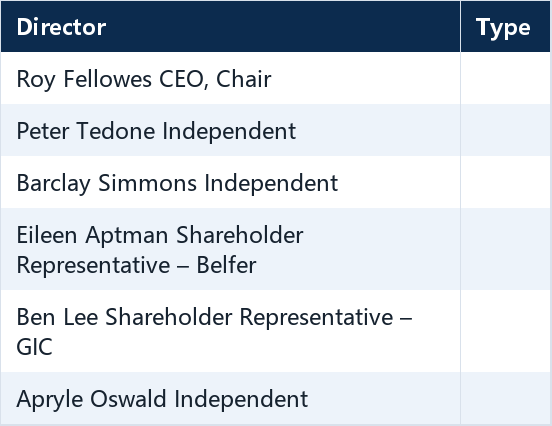 Director Type
Roy Fellowes CEO, Chair
Peter Tedone Independent
Barclay Simmons Independent
Eileen Aptman Shareholder
Representative – Belfer
Ben Lee Shareholder Representative –
GIC
Apryle Oswald Independent